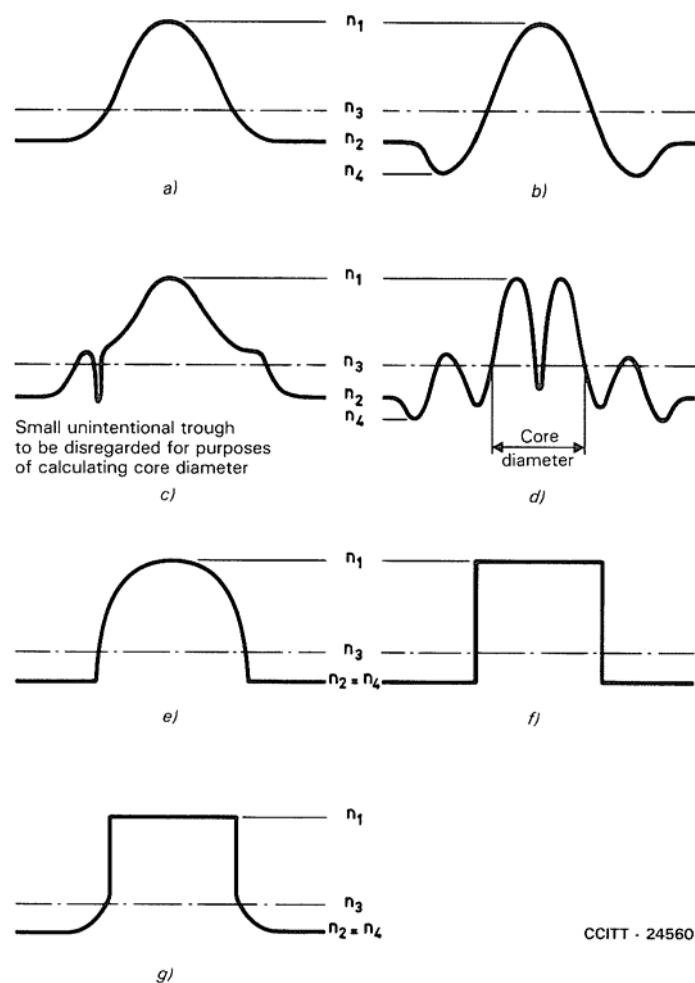 n1
n3
n2
n4
a)
b)
n1
n3
n2
n4
Small unintentional trough
to be disregarded for purposes
of calculating core diameter
Core
diameter
c)
d)
n1
n3
n2 = n4
e)
f)
n1
n3
n2 = n4
CCITT - 24560
g)